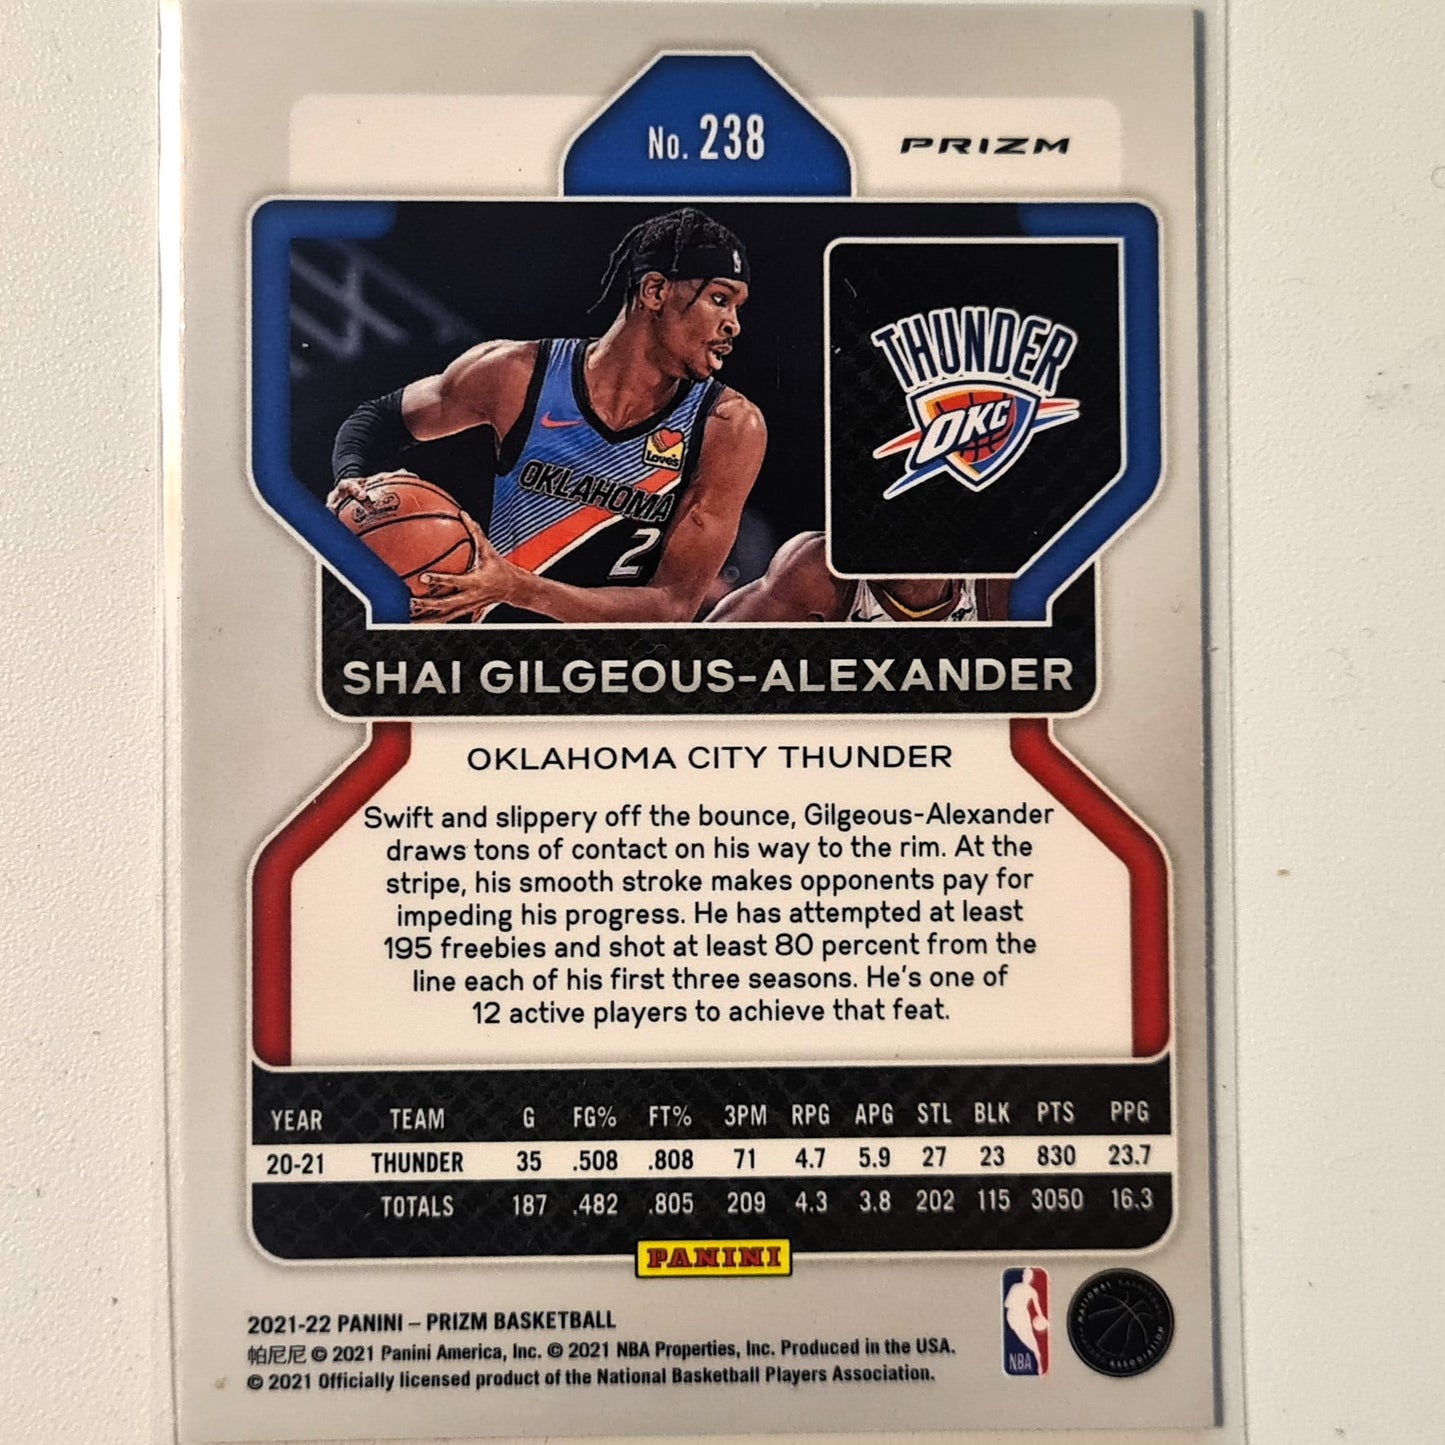 No. 238
PRIZM
THUNDER
OKC
Love's
OKLAHOMA
2
SHAI GILGEOUS-ALEXANDER
OKLAHOMA CITY THUNDER
Swift and slippery off the bounce, Gilgeous-Alexander
draws tons of contact on his way to the rim. At the
stripe, his smooth stroke makes opponents pay for
impeding his progress. He has attempted at least
195 freebies and shot at least 80 percent from the
line each of his first three seasons. He's one of
12 active players to achieve that feat.
YEAR TEAM G FG% FT% 3PM RPG APG STL BLK PTS PPG
20-21 THUNDER 35 .508 .808 71 4.7 5.9 27 23 830 23.7
TOTALS 187 .482 .805 209 4.3 3.8 202 115 3050 16.3
PANINI
2021-22 PANINI – PRIZM BASKETBALL
帕尼尼 © 2021 Panini America, Inc. © 2021 NBA Properties, Inc. Produced in the USA.
© 2021 Officially licensed product of the National Basketball Players Association.
NBA
NATIONAL BASKETBALL
PLAYERS ASSOCIATION